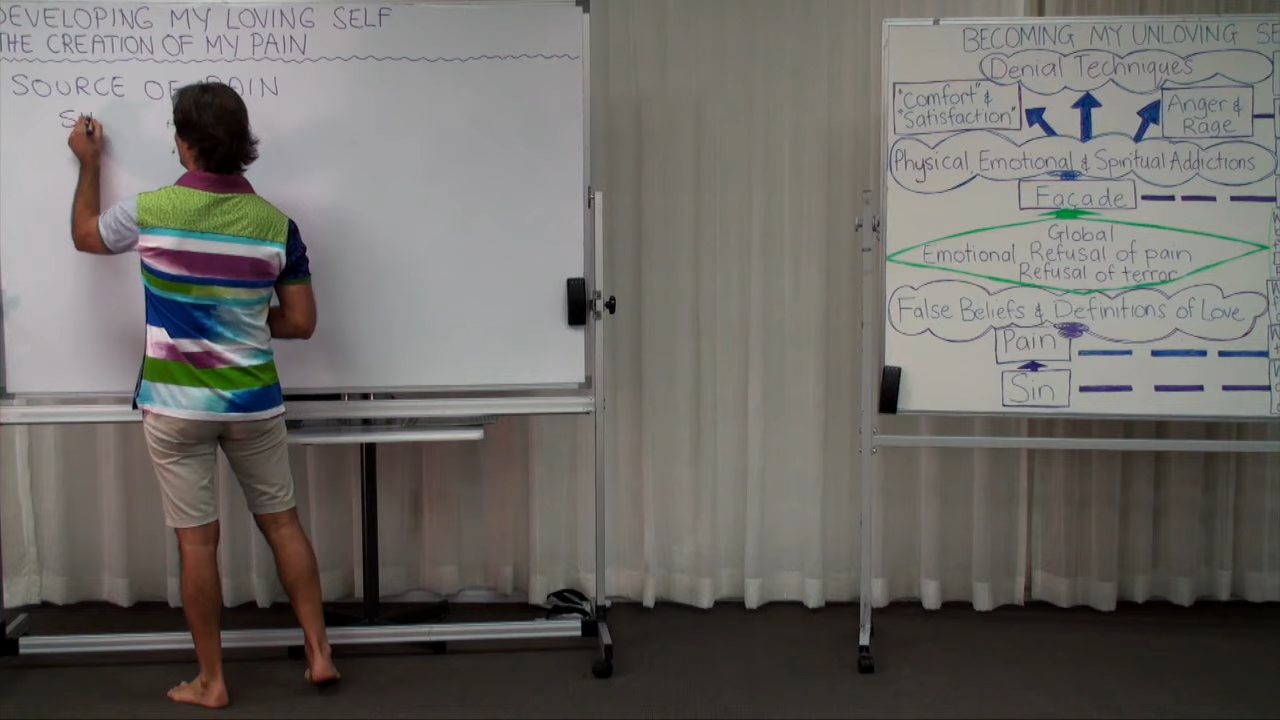 DEVELOPING MY LOVING SELF
THE CREATION OF MY PAIN
SOURCE OF PAIN
BECOMING MY UNLOVING SE
Denial Techniques
"Comfort" &
"Satisfaction"
Anger &
Rage
Physical, Emotional & Spiritual Addictions
Façade
Global
Emotional Refusal of pain
Refusal of terror
False Beliefs & Definitions of Love
Pain
Sin